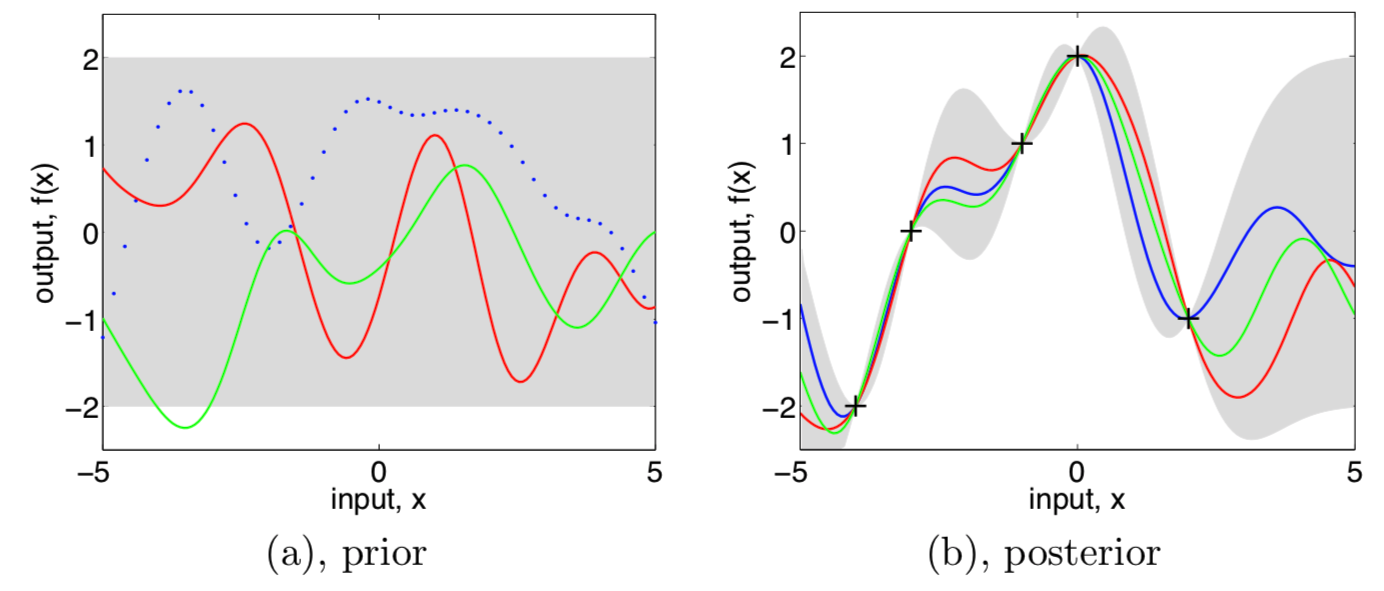 output, f(x)
2
1
0
−1
−2
−5
0
5
input, x
(a), prior
output, f(x)
2
1
0
−1
−2
−5
0
5
input, x
(b), posterior